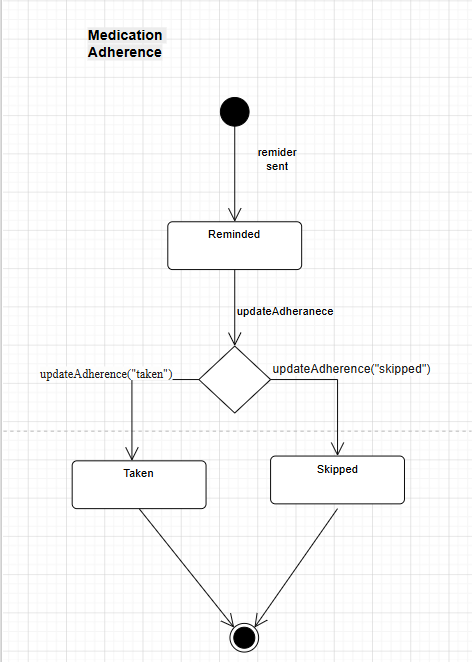 Medication
Adherence
remider
sent
Reminded
updateAdheranece
updateAdherence("taken")
updateAdherence("skipped")
Taken
Skipped